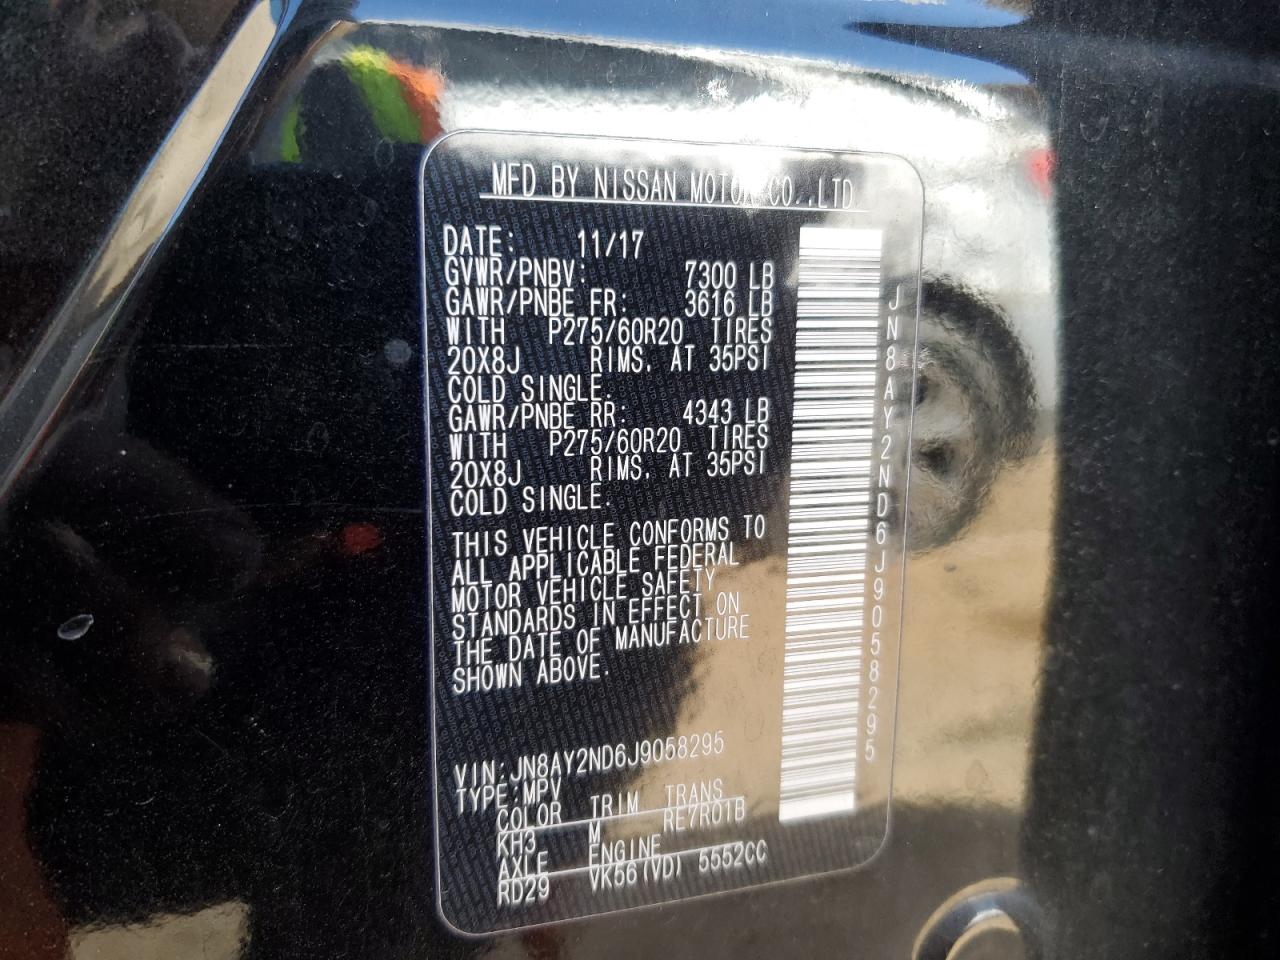 MFD BY NISSAN MOTOR CO.,LTD.
DATE: 11/17
GVWR/PNBV: 7300 LB
GAWR/PNBE FR: 3616 LB
WITH P275/60R20 TIRES
20X8J RIMS, AT 35PSI
COLD SINGLE.
GAWR/PNBE RR: 4343 LB
WITH P275/60R20 TIRES
20X8J RIMS, AT 35PSI
COLD SINGLE.
THIS VEHICLE CONFORMS TO
ALL APPLICABLE FEDERAL
MOTOR VEHICLE SAFETY
STANDARDS IN EFFECT ON
THE DATE OF MANUFACTURE
SHOWN ABOVE.
VIN:JN8AY2ND6J9058295
TYPE:MPV
COLOR TRIM TRANS
KH3 M RE7R01B
AXLE ENGINE
RD29 VK56(VD) 5552CC
JN8AY2ND6J9058295